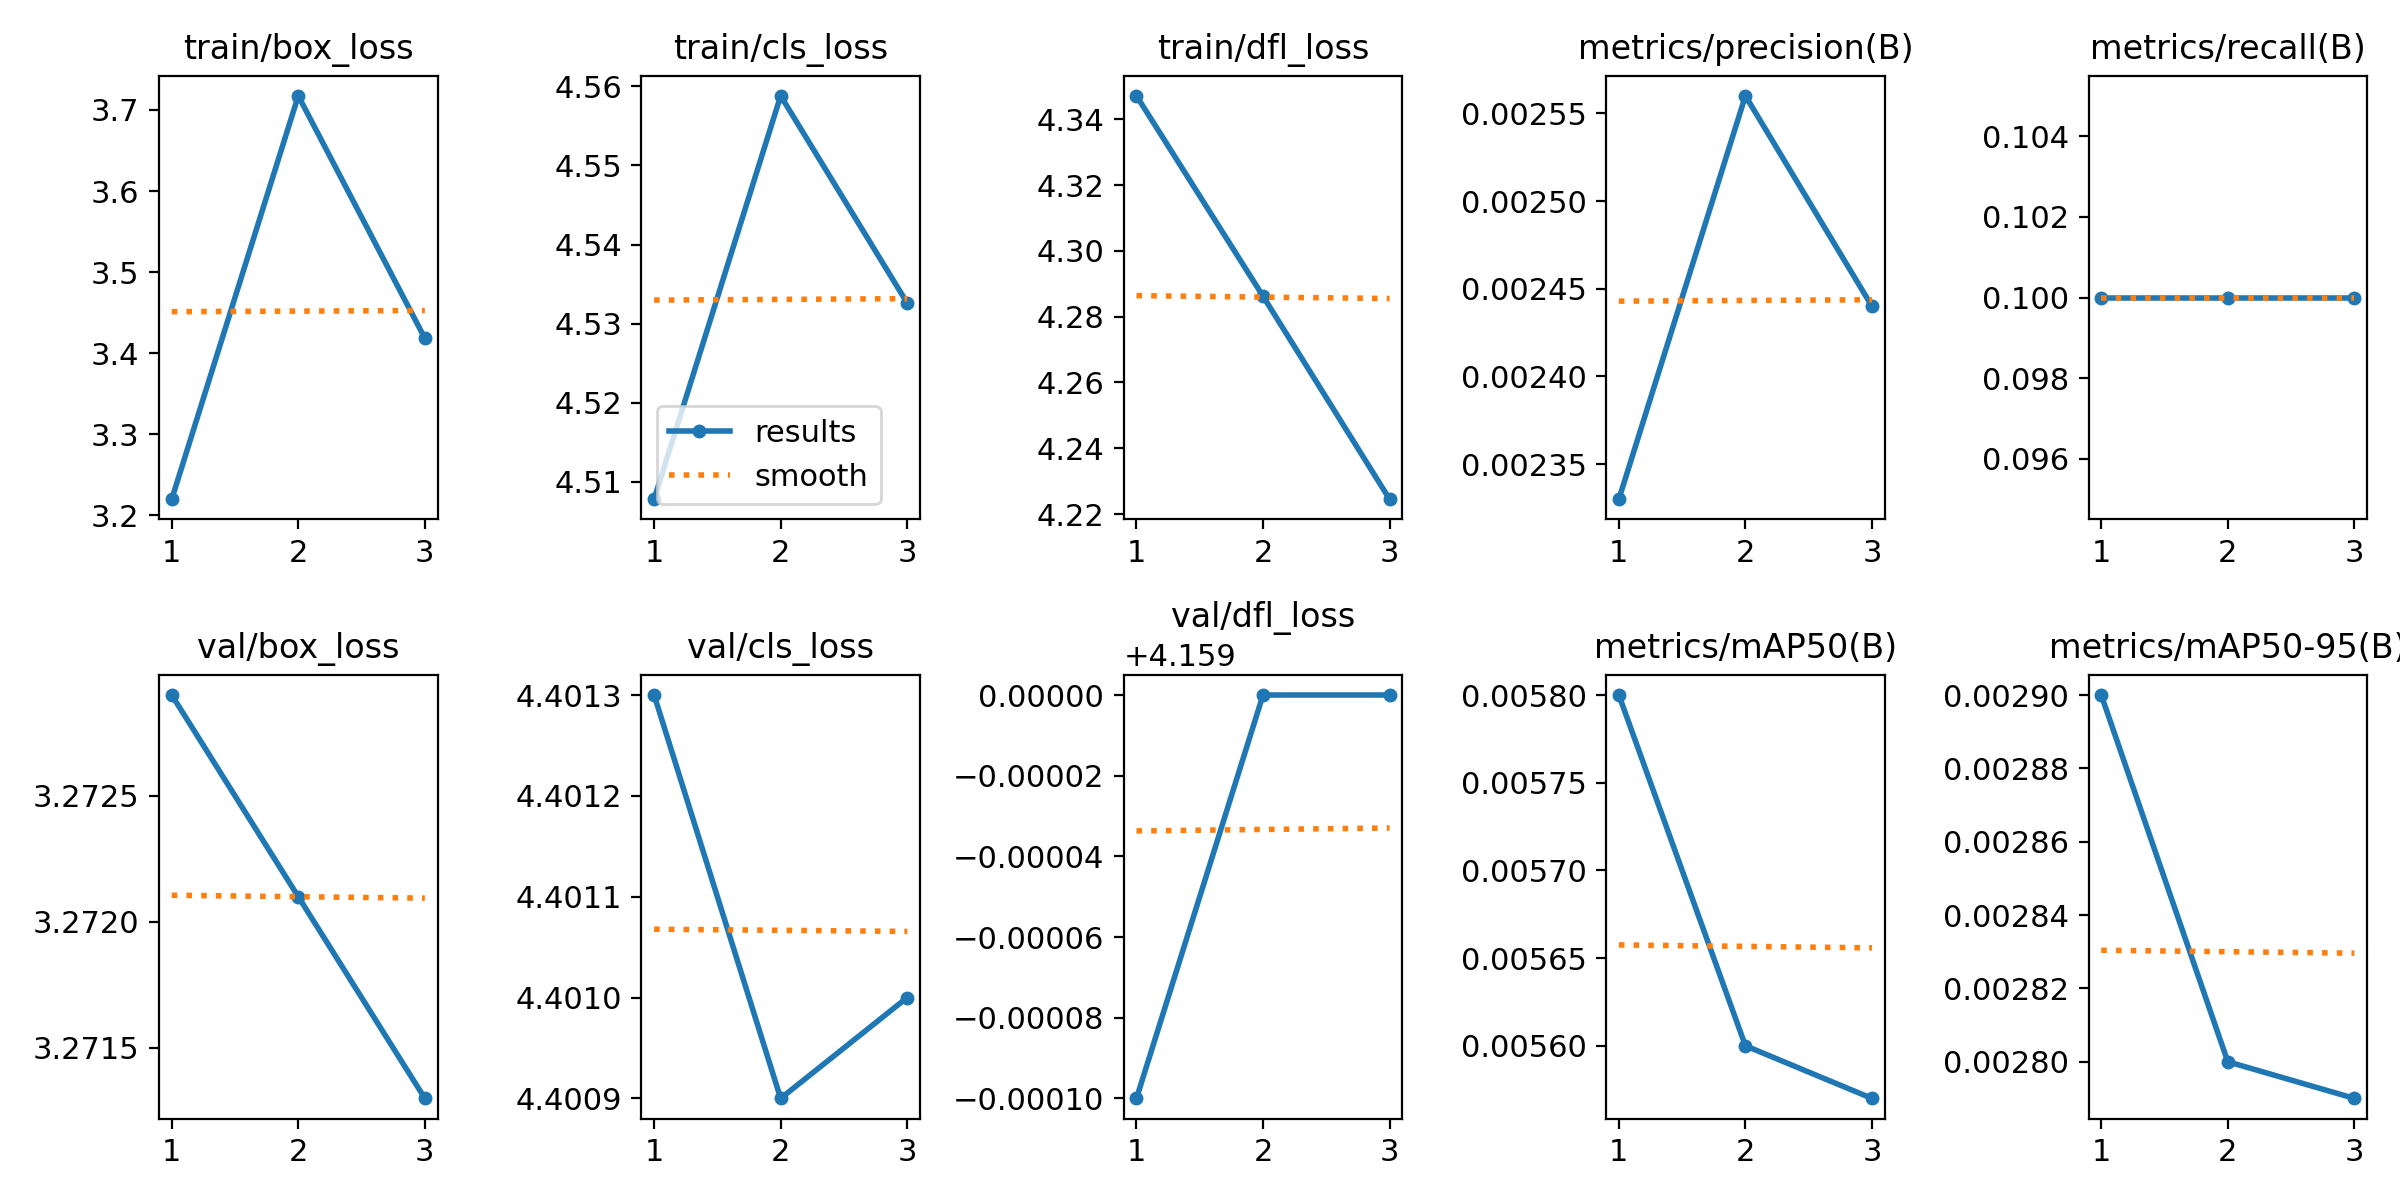 train/box_loss
3.7
3.6
3.5
3.4
3.3
3.2
1 2 3
train/cls_loss
4.56
4.55
4.54
4.53
4.52
4.51
results
smooth
1 2 3
train/dfl_loss
4.34
4.32
4.30
4.28
4.26
4.24
4.22
1 2 3
metrics/precision(B)
0.00255
0.00250
0.00245
0.00240
0.00235
1 2 3
metrics/recall(B)
0.104
0.102
0.100
0.098
0.096
1 2 3
val/box_loss
3.2725
3.2720
3.2715
1 2 3
val/cls_loss
4.4013
4.4012
4.4011
4.4010
4.4009
1 2 3
val/dfl_loss
+4.159
0.00000
−0.00002
−0.00004
−0.00006
−0.00008
−0.00010
1 2 3
metrics/mAP50(B)
0.00580
0.00575
0.00570
0.00565
0.00560
1 2 3
metrics/mAP50-95(B)
0.00290
0.00288
0.00286
0.00284
0.00282
0.00280
1 2 3